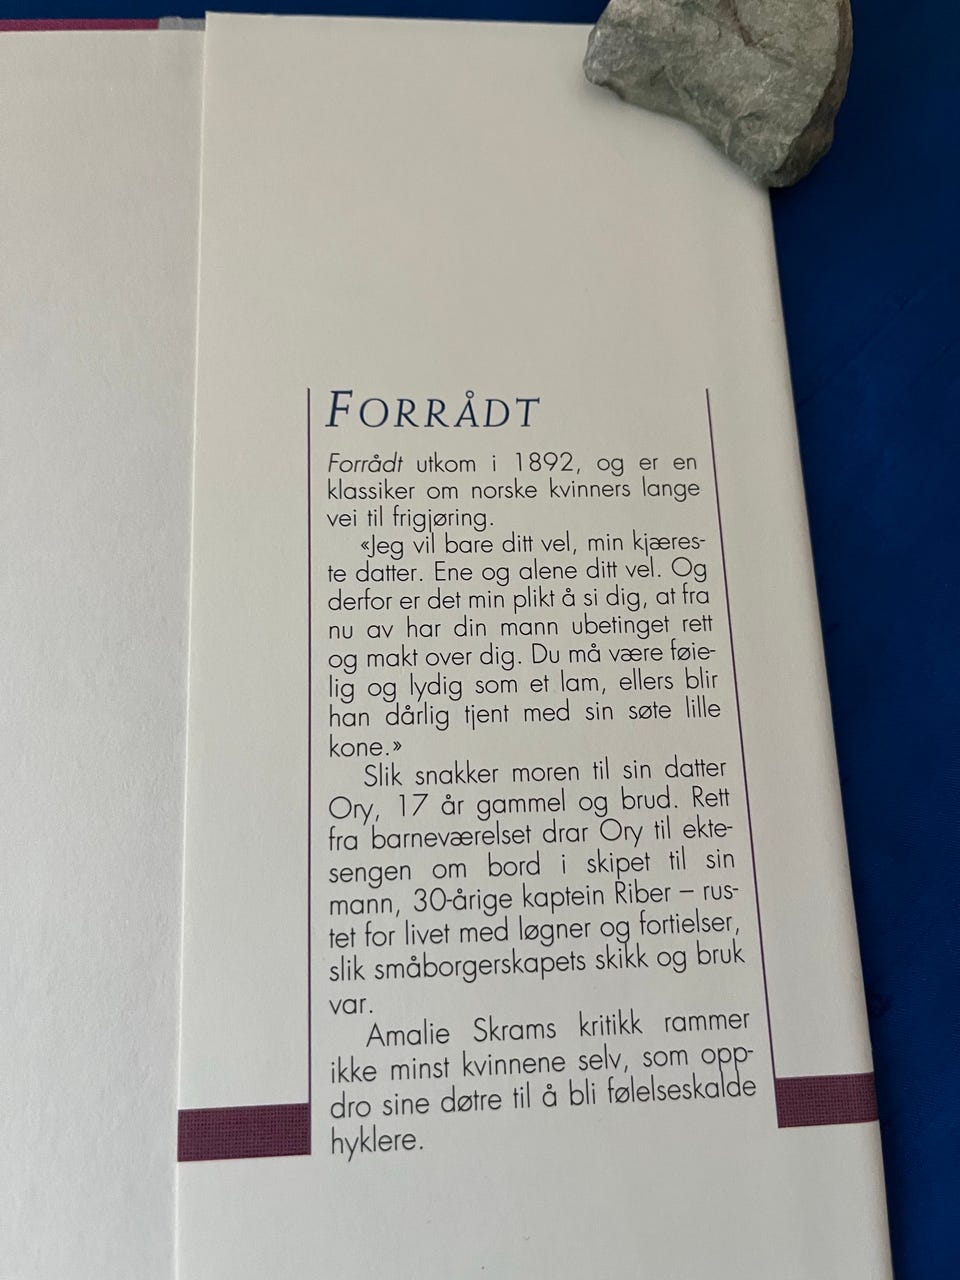 FORRÅDT
Forrådt utkom i 1892, og er en
klassiker om norske kvinners lange
vei til frigjøring.
«Jeg vil bare ditt vel, min kjæres-
te datter. Ene og alene ditt vel. Og
derfor er det min plikt å si dig, at fra
nu av har din mann ubetinget rett
og makt over dig. Du må være føie-
lig og lydig som et lam, ellers blir
han dårlig tjent med sin søte lille
kone.»
Slik snakker moren til sin datter
Ory, 17 år gammel og brud. Rett
fra barneværelset drar Ory til ekte-
sengen om bord i skipet til sin
mann, 30-årige kaptein Riber – rus-
tet for livet med løgner og fortielser,
slik småborgerskapets skikk og bruk
var.
Amalie Skrams kritikk rammer
ikke minst kvinnene selv, som opp-
dro sine døtre til å bli følelseskalde
hyklere.